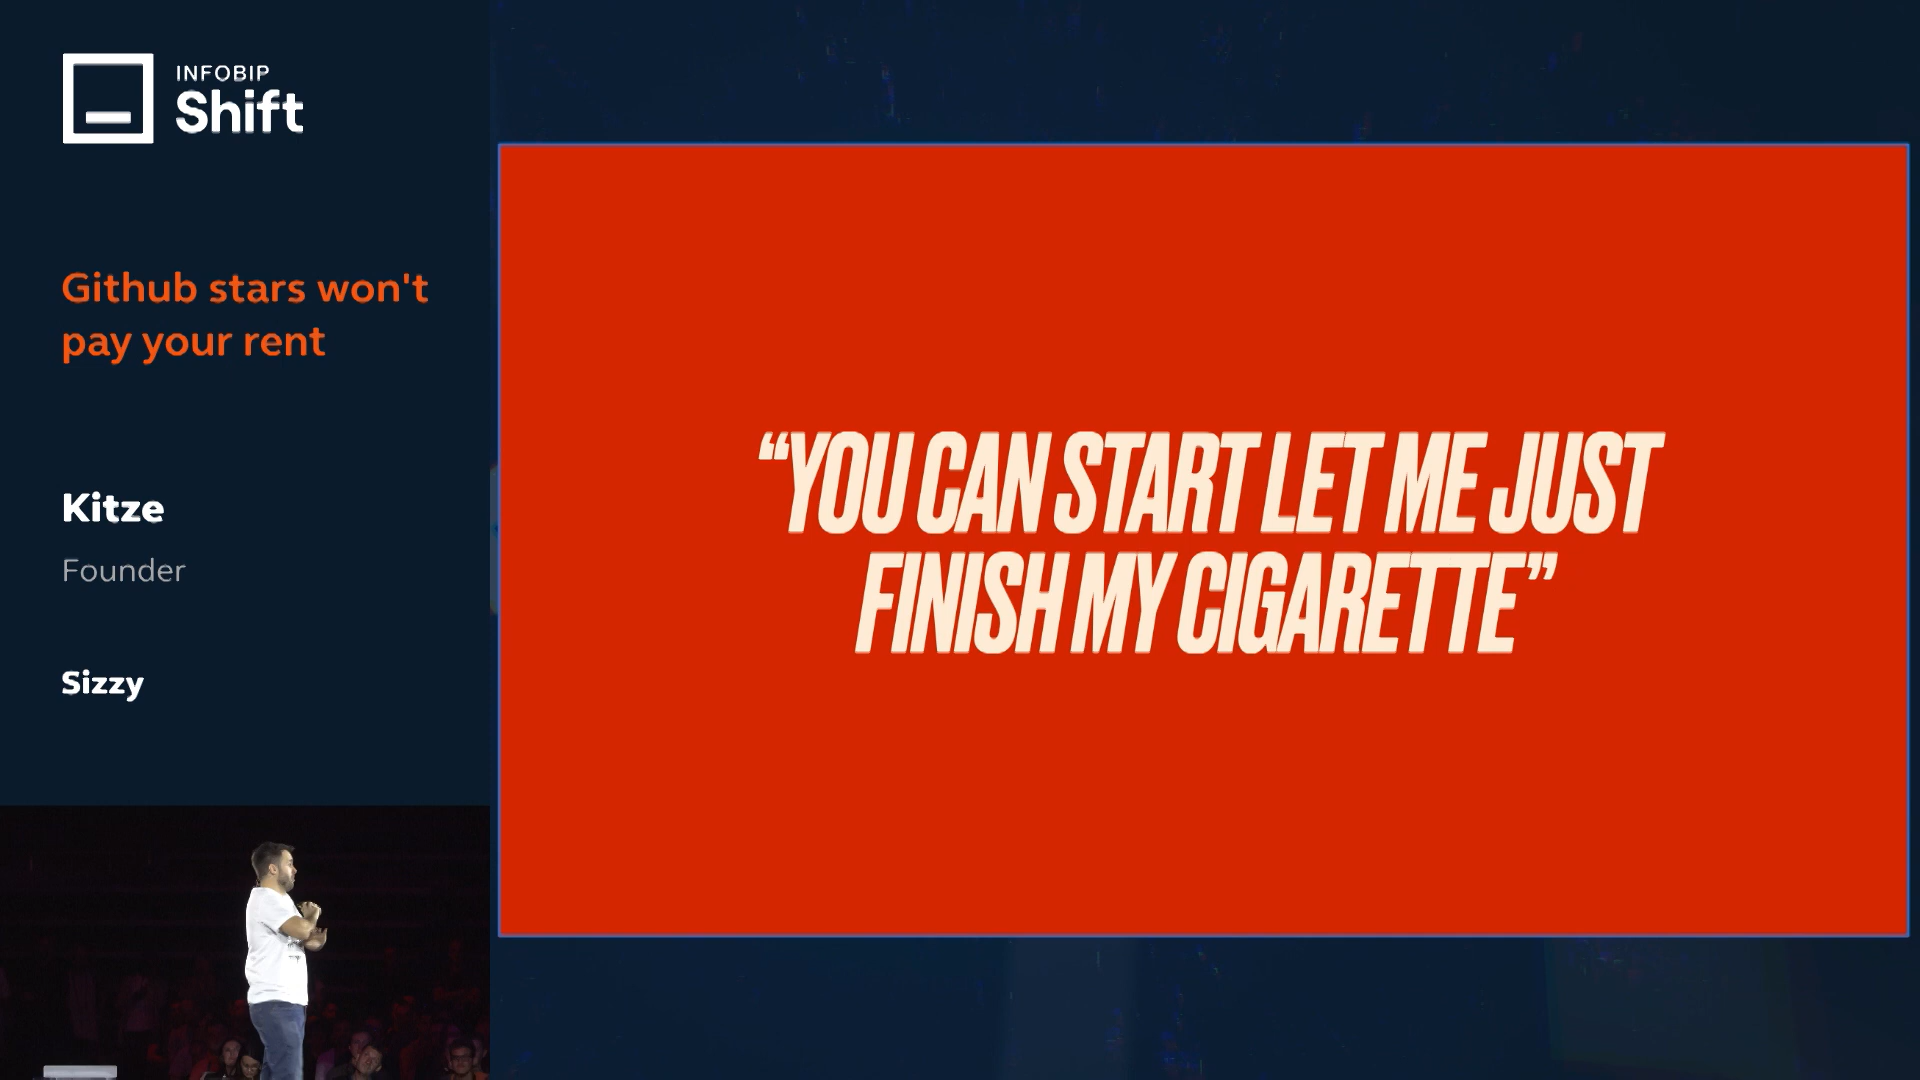 INFOBIP
Shift
Github stars won't
pay your rent
Kitze
Founder
Sizzy
“YOU CAN START LET ME JUST
FINISH MY CIGARETTE”